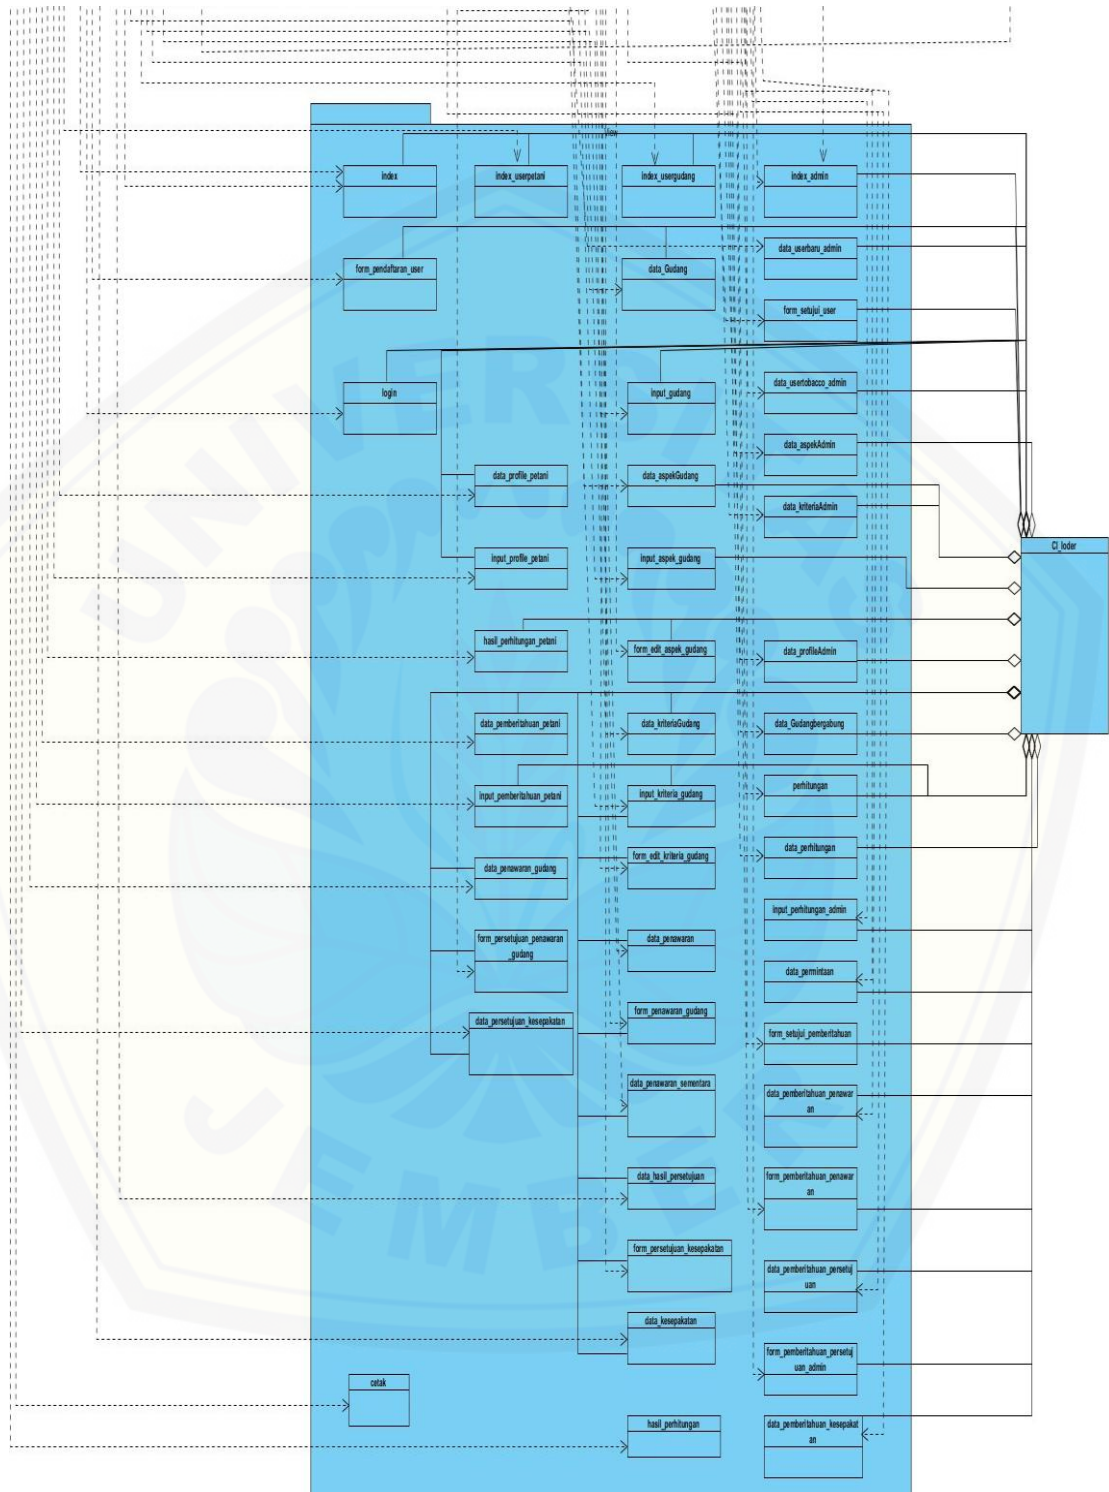 View
index
index_userpetani
index_usergudang
index_admin
data_userbaru_admin
form_pendaftaran_user
data_Gudang
form_setujui_user
login
input_gudang
data_usertobacco_admin
data_aspekAdmin
data_profile_petani
data_aspekGudang
data_kriteriaAdmin
CI_loder
input_profile_petani
input_aspek_gudang
hasil_perhitungan_petani
form_edit_aspek_gudang
data_profileAdmin
data_pemberitahuan_petani
data_kriteriaGudang
data_Gudangbergabung
input_pemberitahuan_petani
input_kriteria_gudang
perhitungan
data_penawaran_gudang
form_edit_kriteria_gudang
data_perhitungan
input_perhitungan_admin
form_persetujuan_penawaran
_gudang
data_penawaran
data_permintaan
data_persetujuan_kesepakatan
form_penawaran_gudang
form_setujui_pemberitahuan
data_penawaran_sementara
data_pemberitahuan_penawar
an
data_hasil_persetujuan
form_pemberitahuan_penawar
an
form_persetujuan_kesepakatan
data_pemberitahuan_persetuj
uan
data_kesepakatan
form_pemberitahuan_persetuj
uan_admin
cetak
hasil_perhitungan
data_pemberitahuan_kesepakat
an
UNIVERSITAS
JEMBER